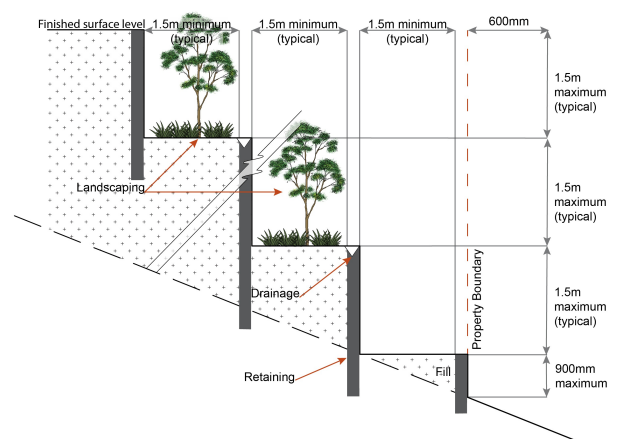 Finished surface level
1.5m minimum
(typical)
1.5m minimum
(typical)
1.5m minimum
(typical)
600mm
1.5m
maximum
(typical)
Landscaping
1.5m
maximum
(typical)
Drainage
Property Boundary
1.5m
maximum
(typical)
Retaining
Fill
900mm
maximum